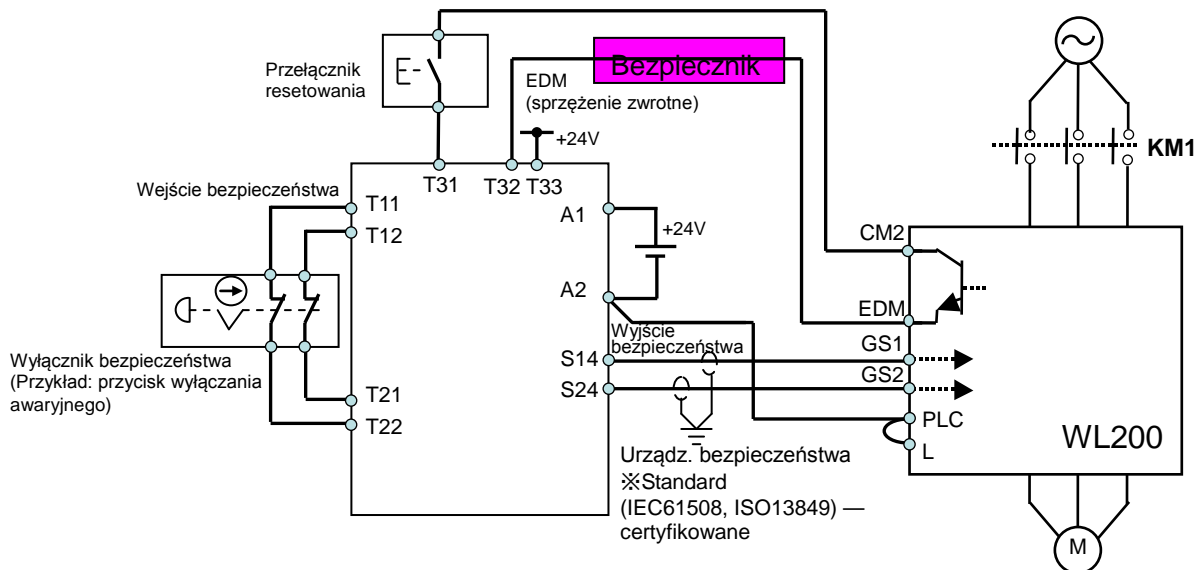 Przełącznik
resetowania
EDM
(sprzężenie zwrotne)
Bezpiecznik
+24V
KM1
T31
T32
T33
Wejście bezpieczeństwa
T11
T12
A1
+24V
A2
CM2
EDM
Wyjście
bezpieczeństwa
GS1
S14
GS2
S24
Wyłącznik bezpieczeństwa
(Przykład: przycisk wyłączania
awaryjnego)
T21
T22
PLC
L
WL200
Urządz. bezpieczeństwa
※Standard
(IEC61508, ISO13849) —
certyfikowane
M